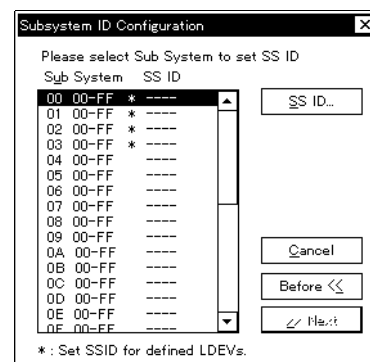 Subsystem ID Configuration
Please select Sub System to set SS ID
Sub System SS ID
00 00-FF * ----
01 00-FF * ----
02 00-FF * ----
03 00-FF * ----
04 00-FF ----
05 00-FF ----
06 00-FF ----
07 00-FF ----
08 00-FF ----
09 00-FF ----
0A 00-FF ----
0B 00-FF ----
0C 00-FF ----
0D 00-FF ----
0E 00-FF ----
0F 00-FF ----
SS ID...
Cancel
Before <<
>> Next
* : Set SSID for defined LDEVs.